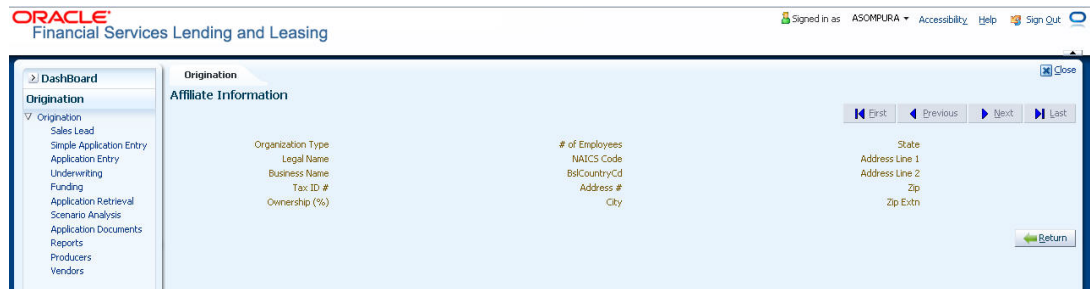 ORACLE
Financial Services Lending and Leasing
Signed in as ASOMPURA Accessibility Help Sign Out
DashBoard
Origination
Origination
Sales Lead
Simple Application Entry
Application Entry
Underwriting
Funding
Application Retrieval
Scenario Analysis
Application Documents
Reports
Producers
Vendors
Origination
Close
Affiliate Information
First Previous Next Last
Organization Type # of Employees State
Legal Name NAICS Code Address Line 1
Business Name BslCountryCd Address Line 2
Tax ID # Address # Zip
Ownership (%) City Zip Extn
Return